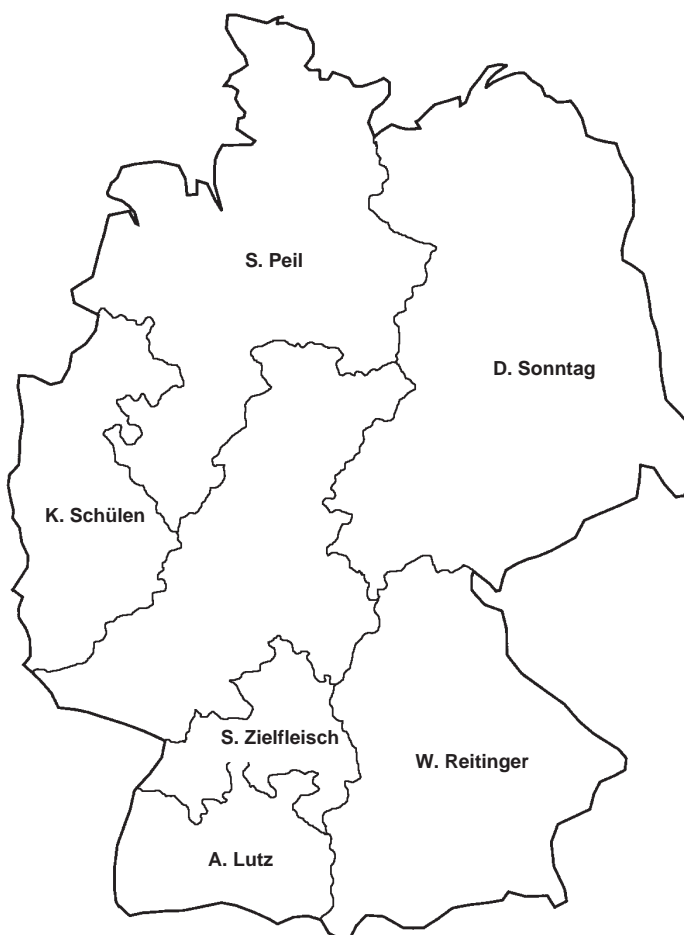 S. Peil
D. Sonntag
K. Schülen
S. Zielfleisch
W. Reitinger
A. Lutz